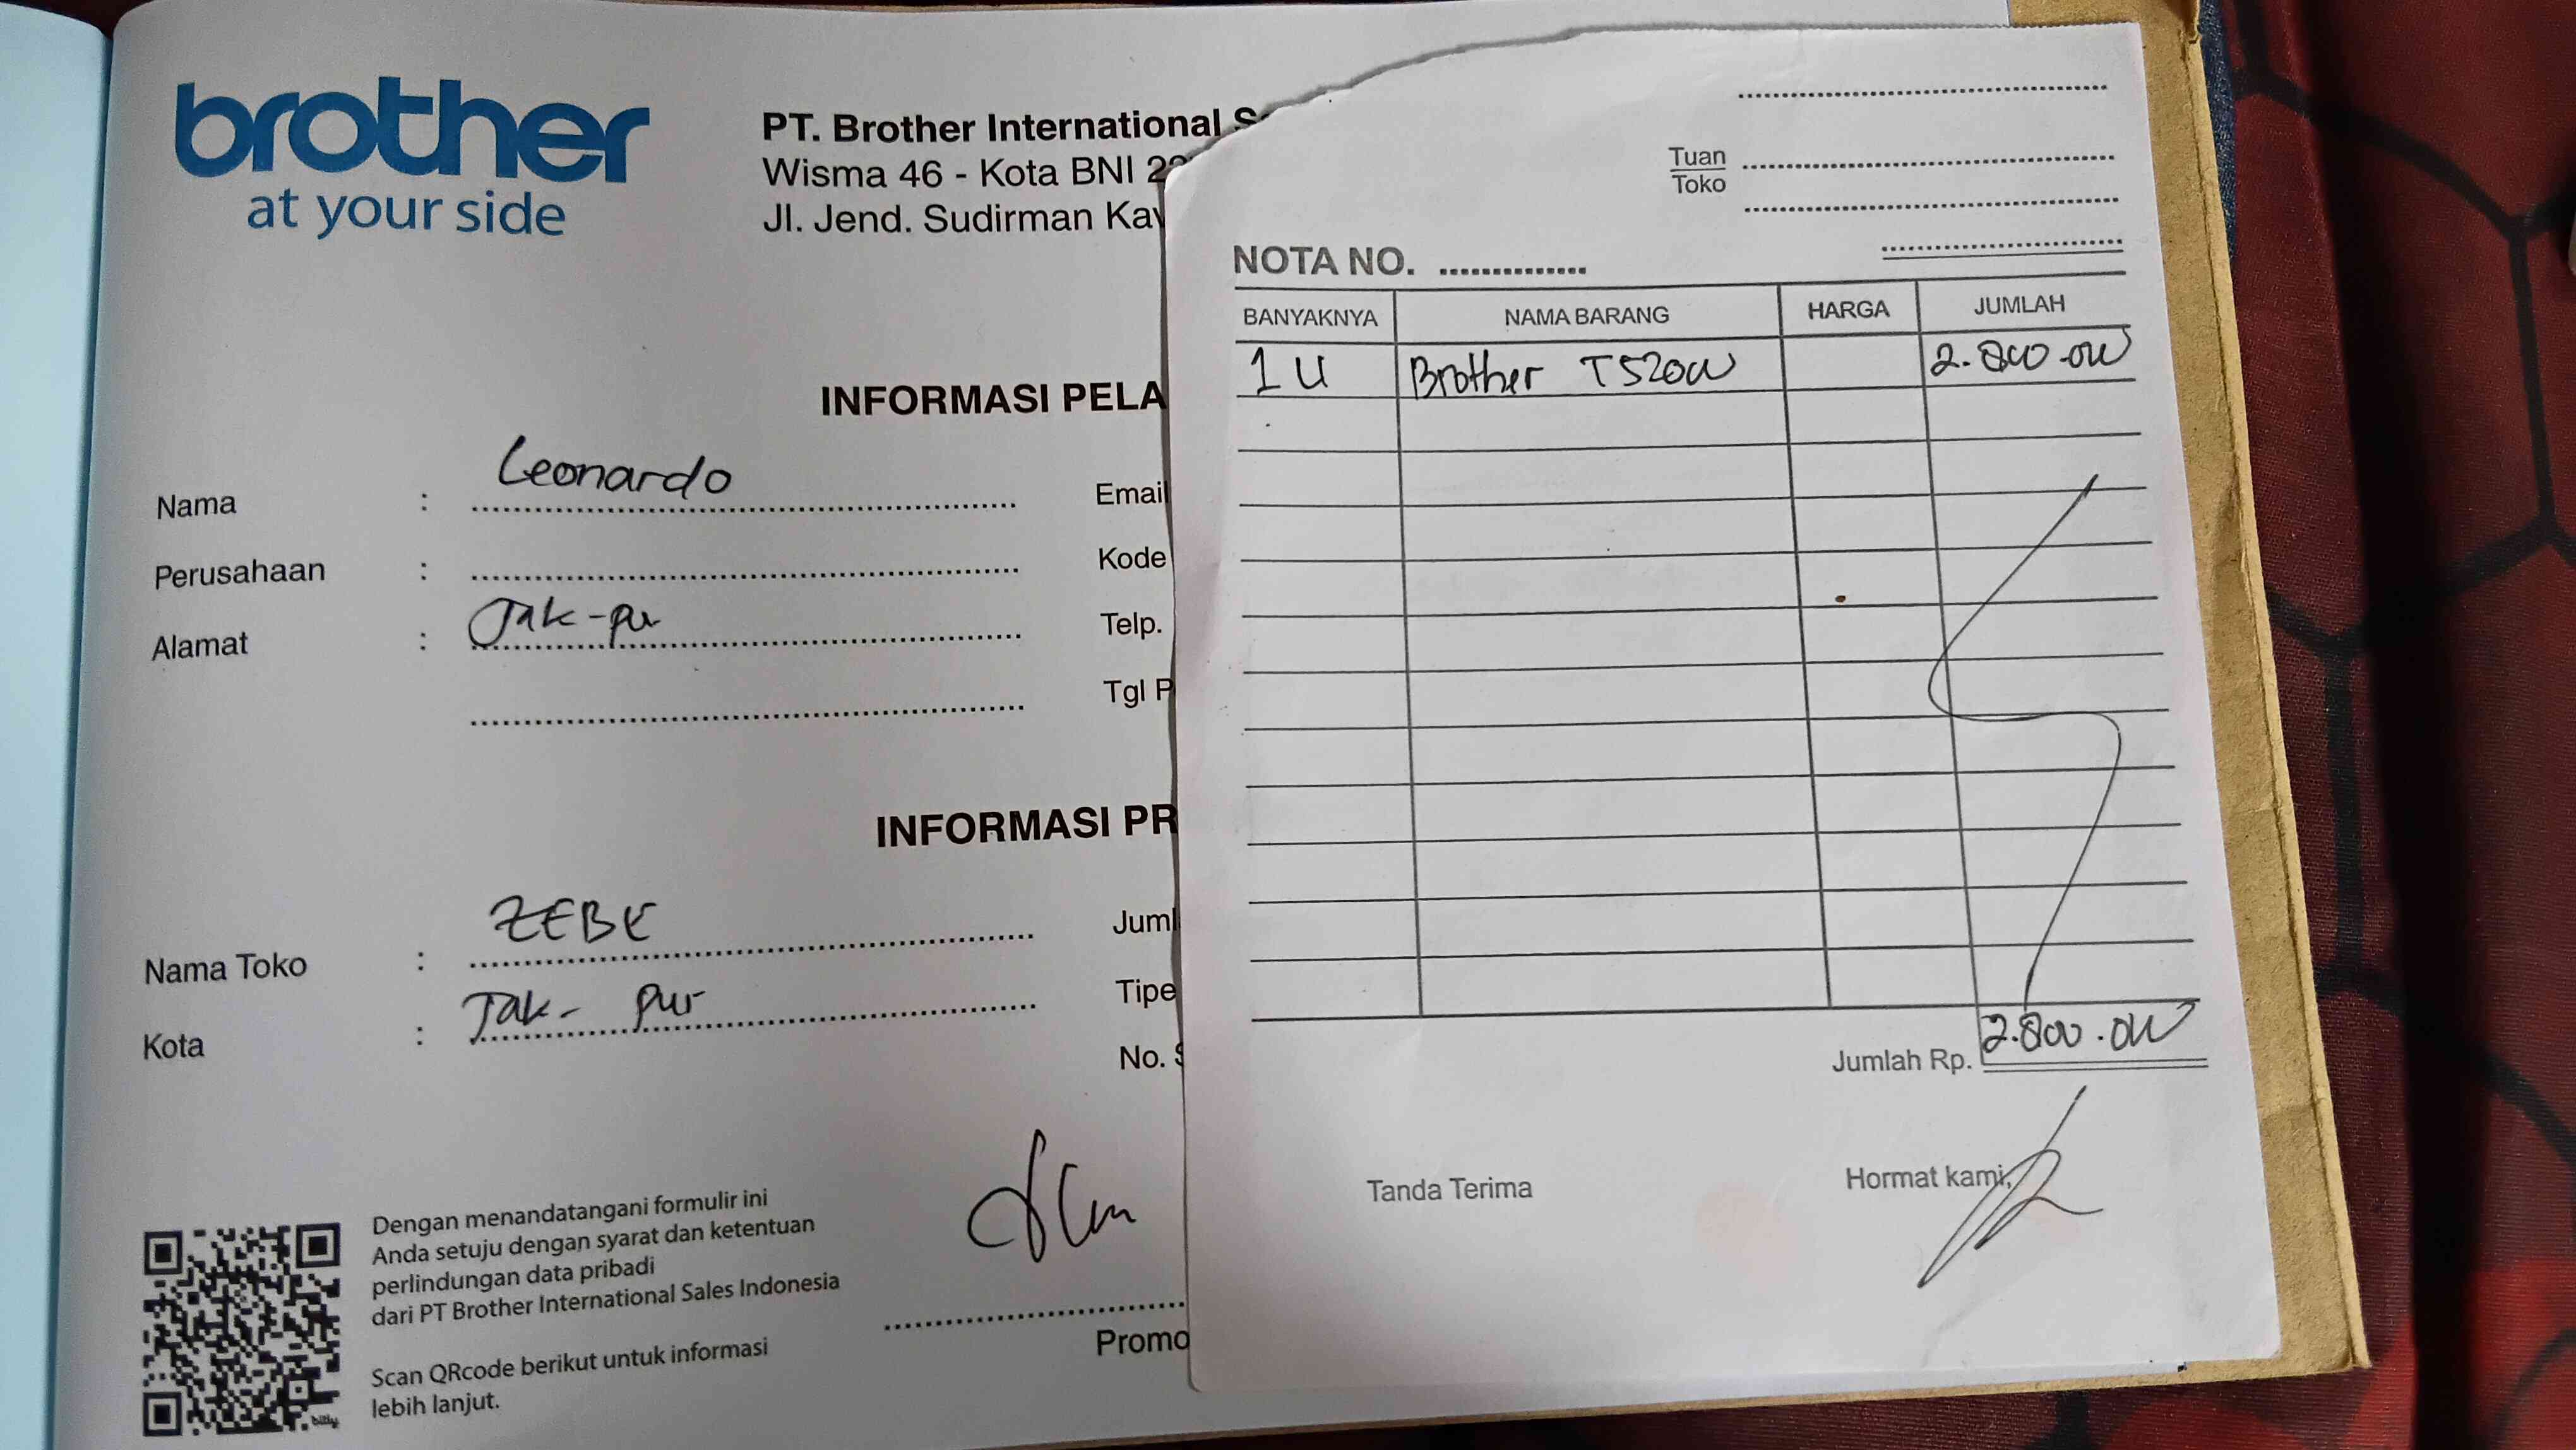 brother
at your side
PT. Brother International S
Wisma 46 - Kota BNI 22
Jl. Jend. Sudirman Kav
INFORMASI PELA
Nama : Leonardo
Perusahaan :
Alamat : Jak-pu
Email
Kode
Telp.
Tgl P
INFORMASI PR
Nama Toko : ZEBE
Kota : Jak- pur
Juml
Tipe
No. S
Dengan menandatangani formulir ini
Anda setuju dengan syarat dan ketentuan
perlindungan data pribadi
dari PT Brother International Sales Indonesia
Scan QRcode berikut untuk informasi
lebih lanjut.
bitly
Promo
Tuan
Toko
NOTA NO.
BANYAKNYA NAMA BARANG HARGA JUMLAH
1 U Brother T520W 2.800.000
Jumlah Rp. 2.800.000
Tanda Terima Hormat kami,